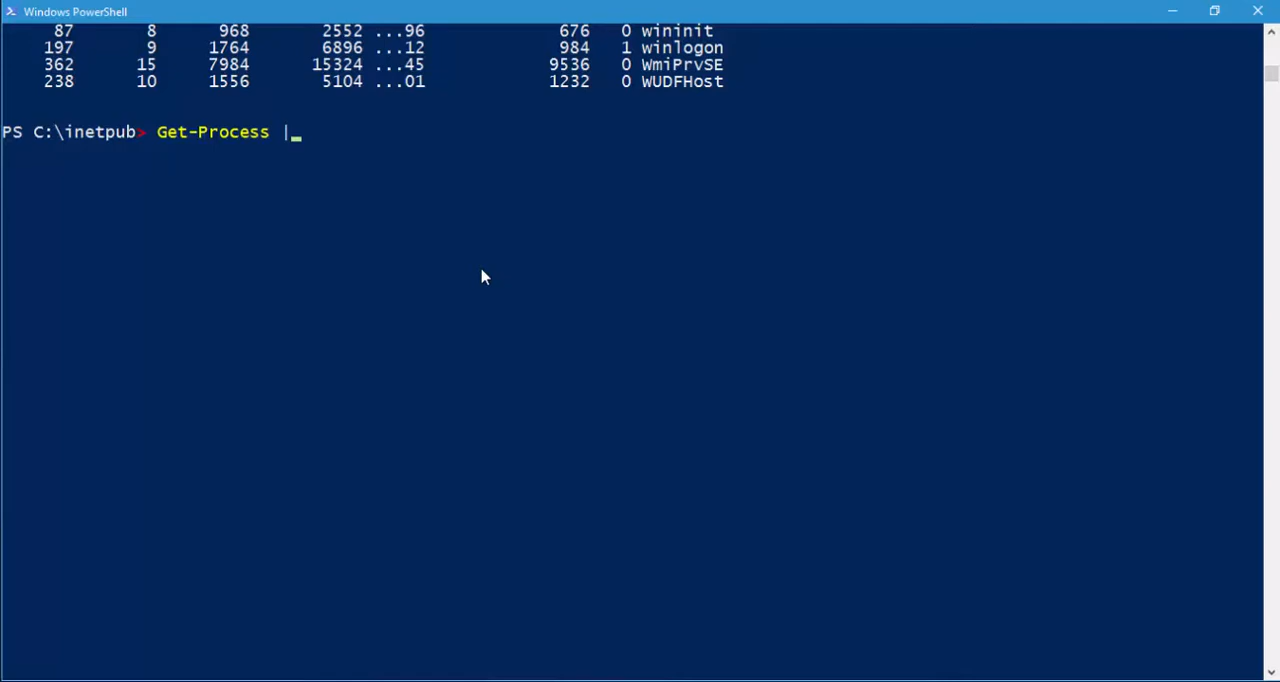 Windows PowerShell
87 8 968 2552 ...96 676 0 wininit
197 9 1764 6896 ...12 984 1 winlogon
362 15 7984 15324 ...45 9536 0 WmiPrvSE
238 10 1556 5104 ...01 1232 0 WUDFHost
PS C:\inetpub> Get-Process |_